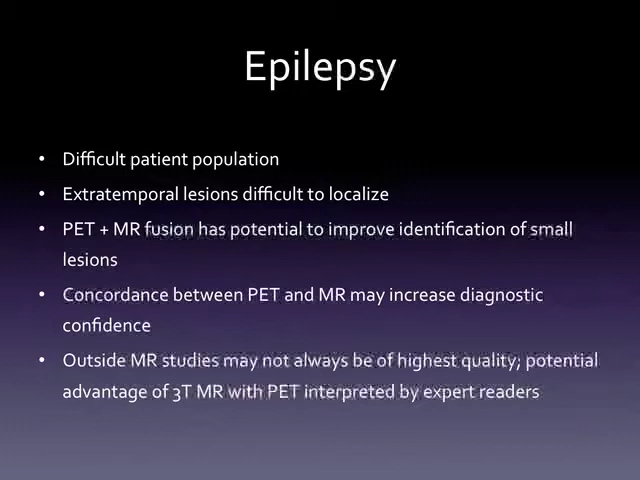 Epilepsy
• Difficult patient population
• Extratemporal lesions difficult to localize
• PET + MR fusion has potential to improve identification of small
lesions
• Concordance between PET and MR may increase diagnostic
confidence
• Outside MR studies may not always be of highest quality; potential
advantage of 3T MR with PET interpreted by expert readers